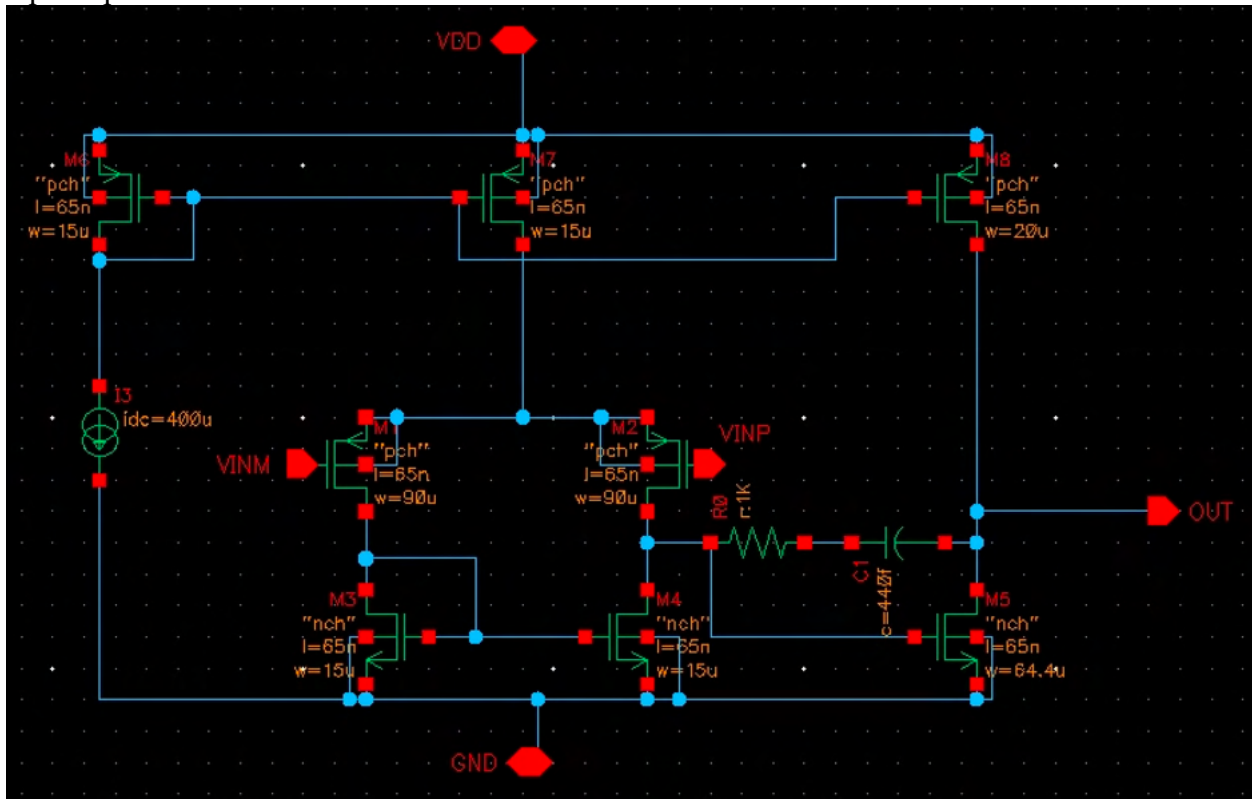 VDD
M6
"pch"
l=65n
w=15u
M7
"pch"
l=65n
w=15u
M8
"pch"
l=65n
w=20u
I3
idc=400u
VINM
M1
"pch"
l=65n
w=90u
M2
"pch"
l=65n
w=90u
VINP
R0
r:1K
C1
c=440f
OUT
M3
"nch"
l=65n
w=15u
M4
"nch"
l=65n
w=15u
M5
"nch"
l=65n
w=64.4u
GND